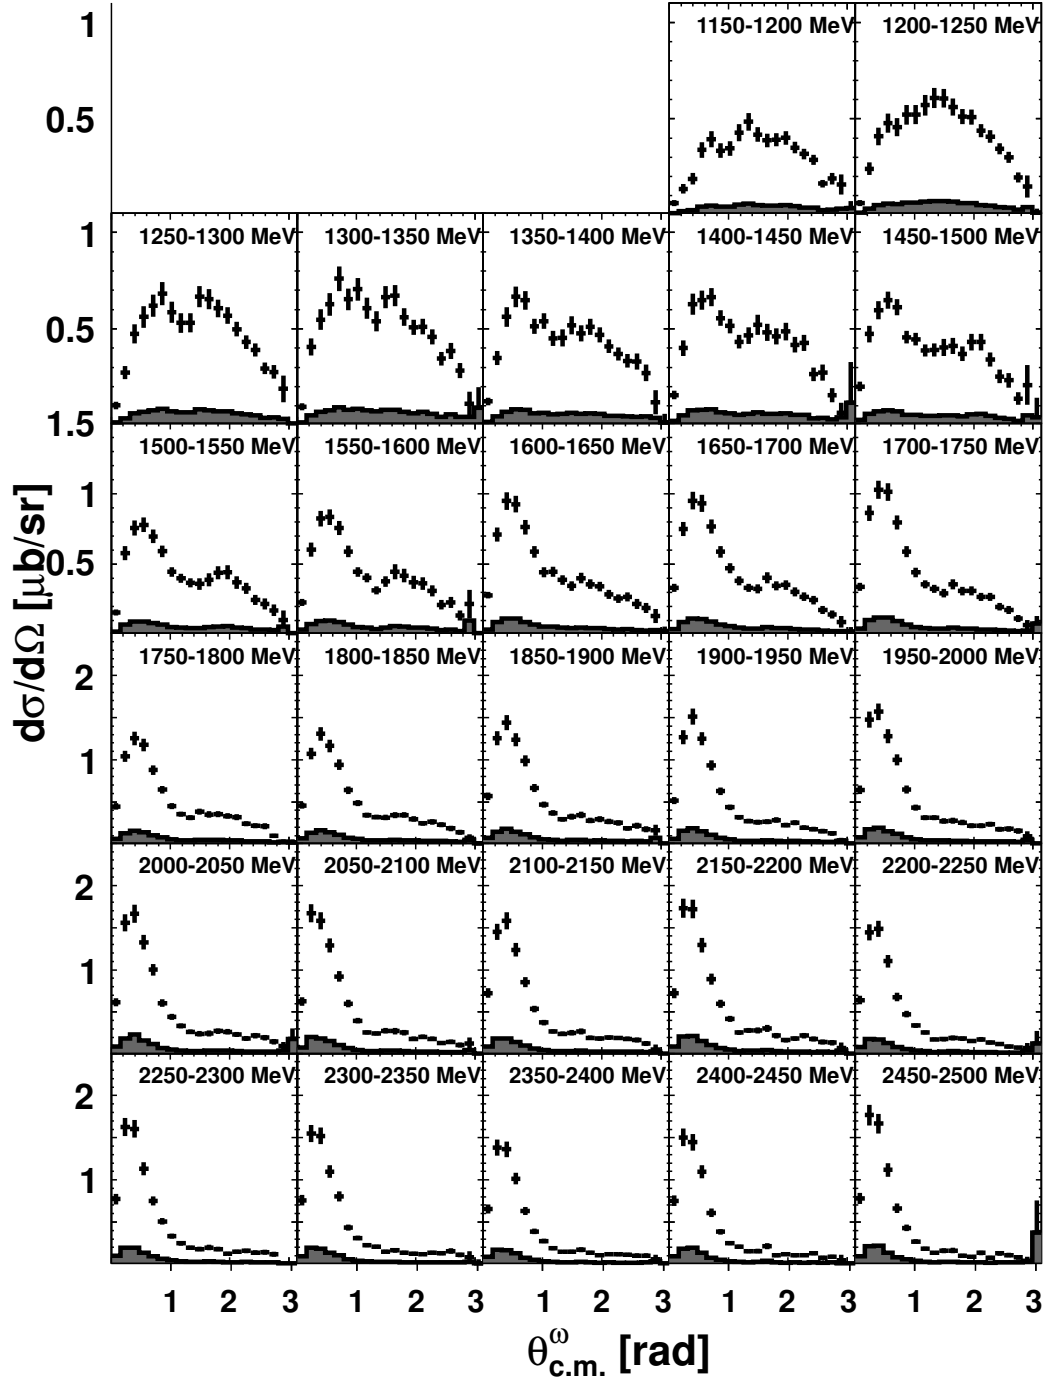 1
1150-1200 MeV
1200-1250 MeV
0.5
1
1250-1300 MeV
1300-1350 MeV
1350-1400 MeV
1400-1450 MeV
1450-1500 MeV
0.5
1.5
1500-1550 MeV
1550-1600 MeV
1600-1650 MeV
1650-1700 MeV
1700-1750 MeV
1
0.5
dσ/dΩ [μb/sr]
1750-1800 MeV
1800-1850 MeV
1850-1900 MeV
1900-1950 MeV
1950-2000 MeV
2
1
2000-2050 MeV
2050-2100 MeV
2100-2150 MeV
2150-2200 MeV
2200-2250 MeV
2
1
2250-2300 MeV
2300-2350 MeV
2350-2400 MeV
2400-2450 MeV
2450-2500 MeV
2
1
1 2 3 1 2 3 1 2 3 1 2 3 1 2 3
θ^ω_c.m. [rad]